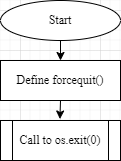 Start
Define forcequit()
Call to os.exit(0)